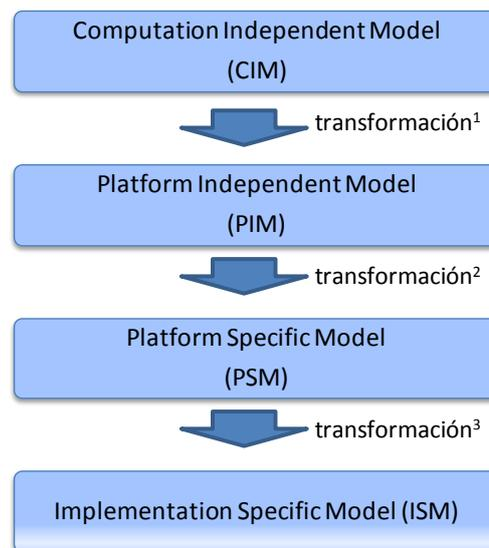 Computation Independent Model
(CIM)
transformación¹
Platform Independent Model
(PIM)
transformación²
Platform Specific Model
(PSM)
transformación³
Implementation Specific Model (ISM)